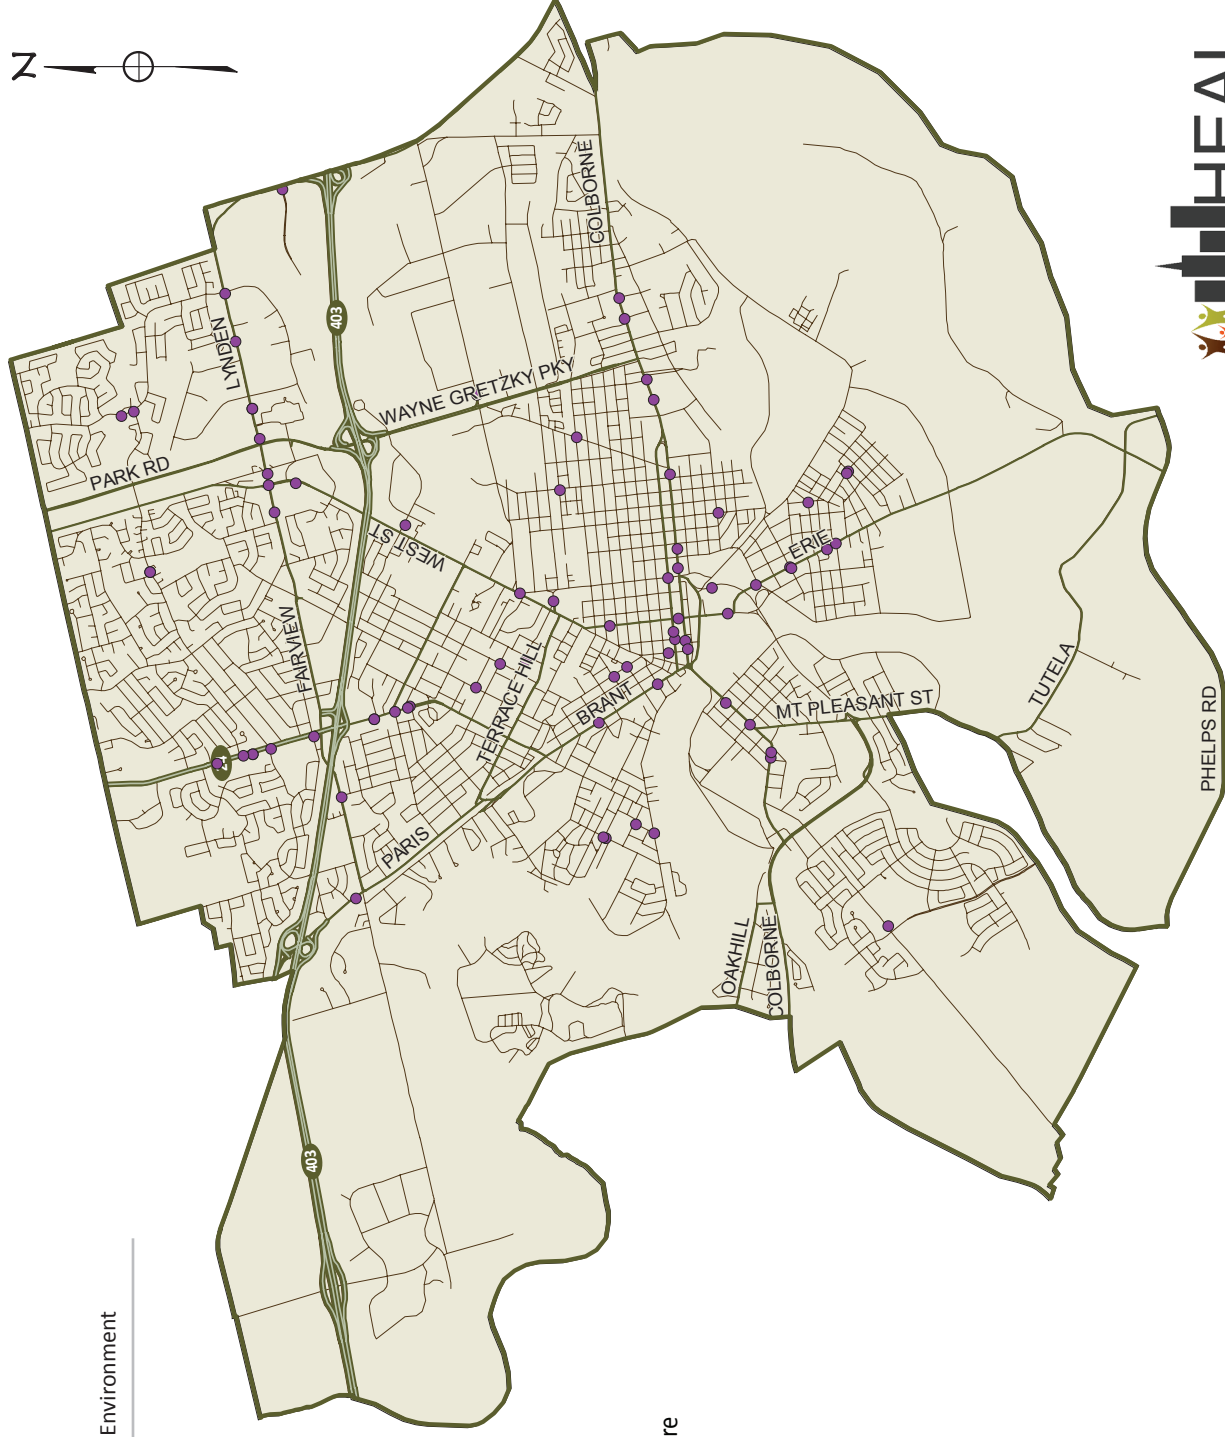 Environment
N
403
24
403
PARK RD
LYNDEN
FAIRVIEW
WEST ST
WAYNE GRETZKY PKY
COLBORNE
TERRACE HILL
BRANT
PARIS
ERIE
MT PLEASANT ST
OAKHILL
COLBORNE
TUTELA
PHELPS RD
re